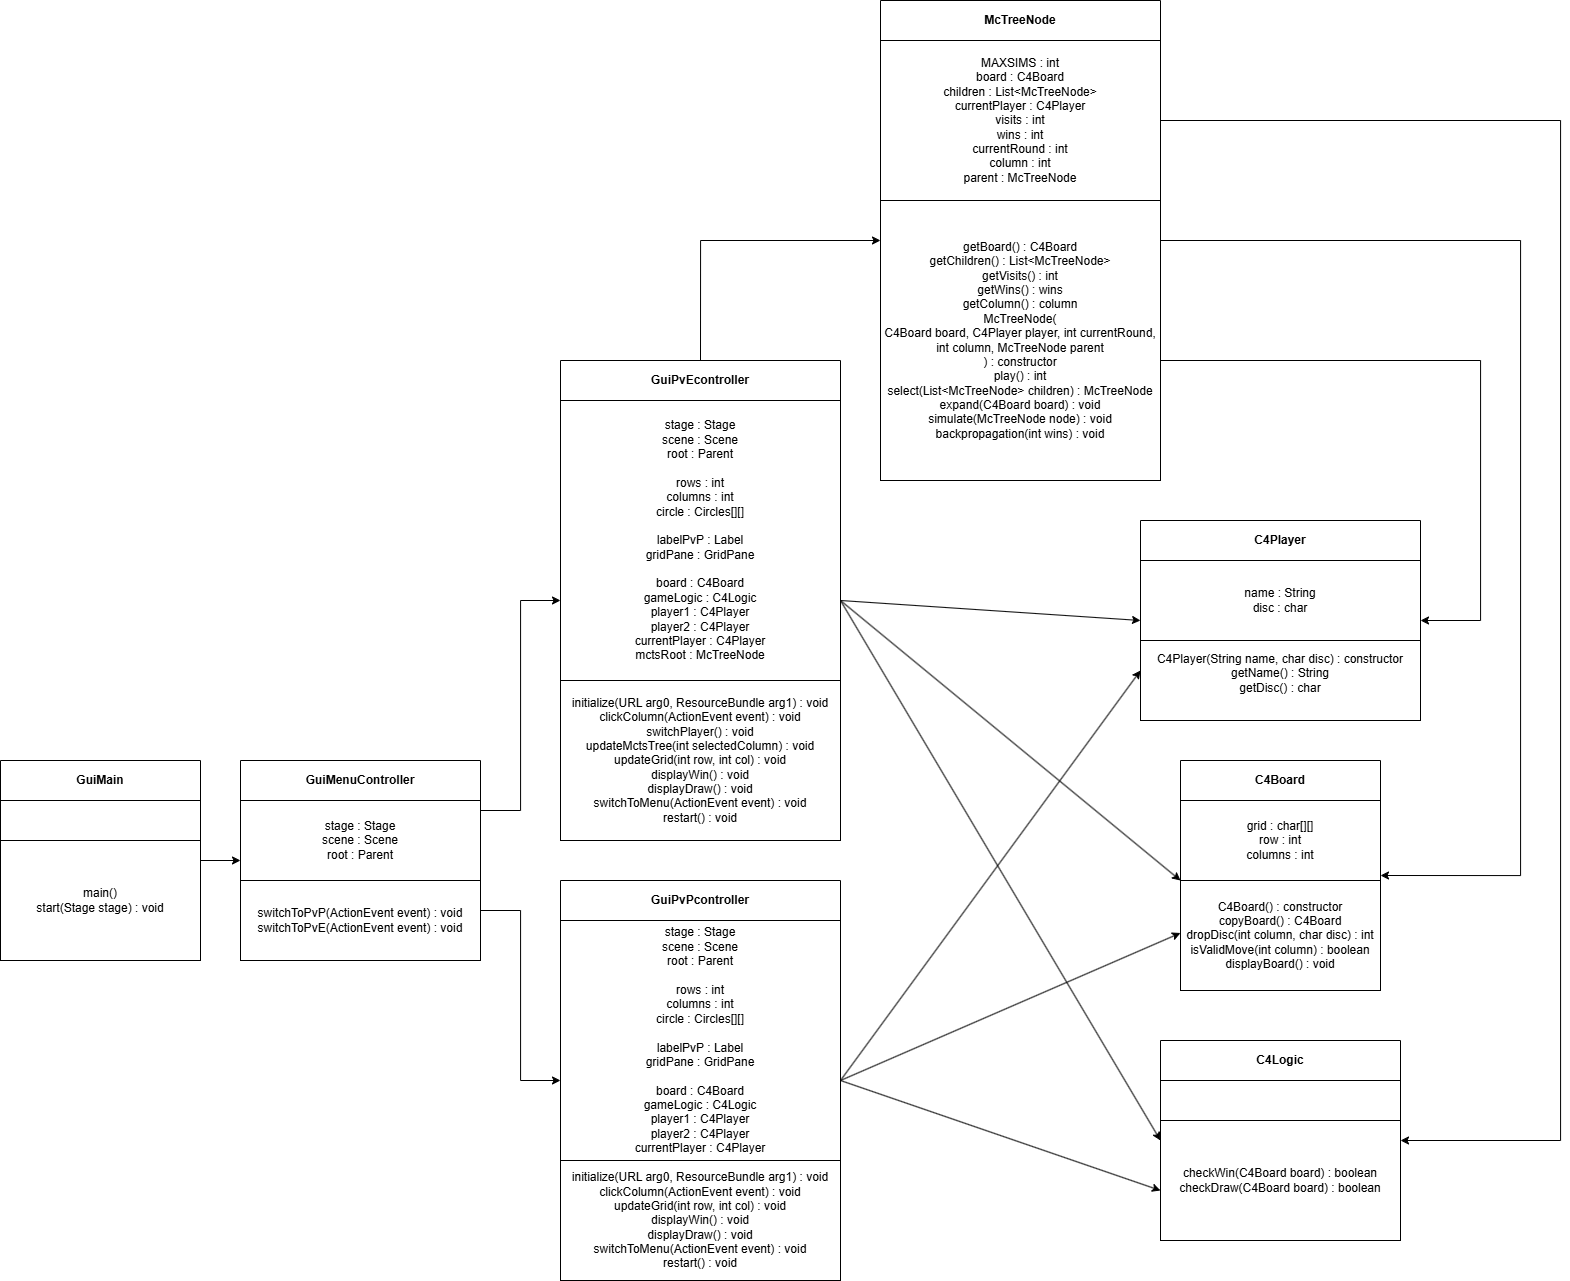 McTreeNode
MAXSIMS : int
board : C4Board
children : List<McTreeNode>
currentPlayer : C4Player
visits : int
wins : int
currentRound : int
column : int
parent : McTreeNode
getBoard() : C4Board
getChildren() : List<McTreeNode>
getVisits() : int
getWins() : wins
getColumn() : column
McTreeNode(
C4Board board, C4Player player, int currentRound,
int column, McTreeNode parent
) : constructor
play() : int
select(List<McTreeNode> children) : McTreeNode
expand(C4Board board) : void
simulate(McTreeNode node) : void
backpropagation(int wins) : void
GuiPvEcontroller
stage : Stage
scene : Scene
root : Parent
rows : int
columns : int
circle : Circles[][]
labelPvP : Label
gridPane : GridPane
board : C4Board
gameLogic : C4Logic
player1 : C4Player
player2 : C4Player
currentPlayer : C4Player
mctsRoot : McTreeNode
initialize(URL arg0, ResourceBundle arg1) : void
clickColumn(ActionEvent event) : void
switchPlayer() : void
updateMctsTree(int selectedColumn) : void
updateGrid(int row, int col) : void
displayWin() : void
displayDraw() : void
switchToMenu(ActionEvent event) : void
restart() : void
C4Player
name : String
disc : char
C4Player(String name, char disc) : constructor
getName() : String
getDisc() : char
GuiMain
main()
start(Stage stage) : void
GuiMenuController
stage : Stage
scene : Scene
root : Parent
switchToPvP(ActionEvent event) : void
switchToPvE(ActionEvent event) : void
C4Board
grid : char[][]
row : int
columns : int
C4Board() : constructor
copyBoard() : C4Board
dropDisc(int column, char disc) : int
isValidMove(int column) : boolean
displayBoard() : void
GuiPvPcontroller
stage : Stage
scene : Scene
root : Parent
rows : int
columns : int
circle : Circles[][]
labelPvP : Label
gridPane : GridPane
board : C4Board
gameLogic : C4Logic
player1 : C4Player
player2 : C4Player
currentPlayer : C4Player
initialize(URL arg0, ResourceBundle arg1) : void
clickColumn(ActionEvent event) : void
updateGrid(int row, int col) : void
displayWin() : void
displayDraw() : void
switchToMenu(ActionEvent event) : void
restart() : void
C4Logic
checkWin(C4Board board) : boolean
checkDraw(C4Board board) : boolean